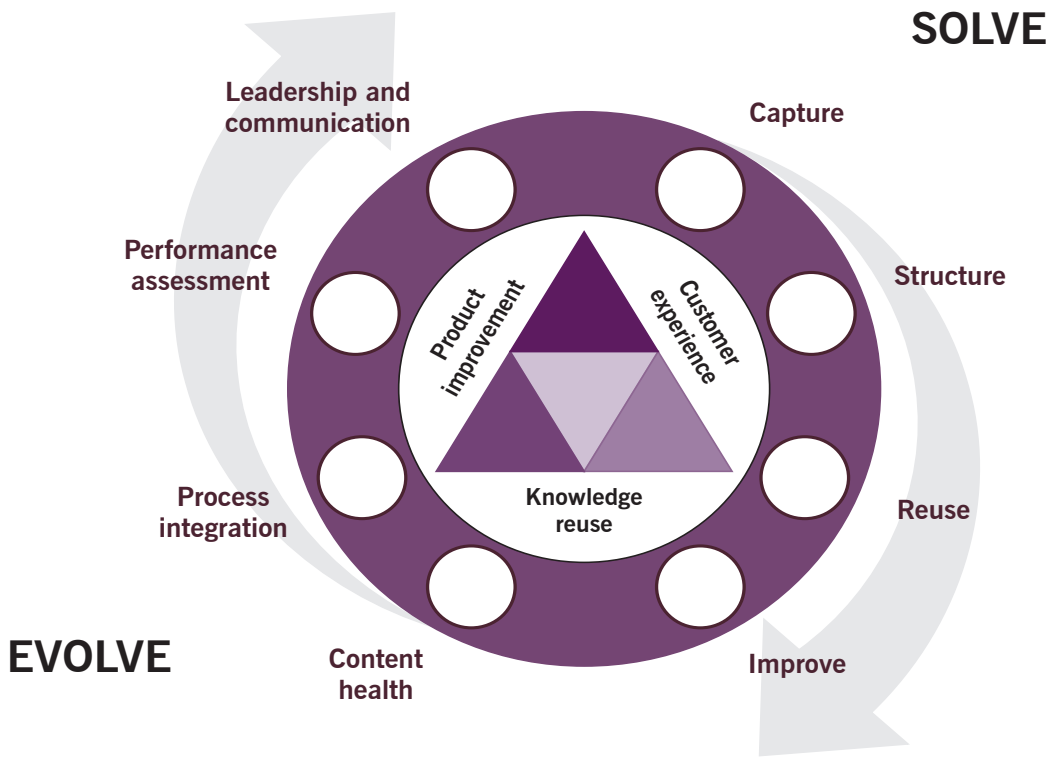 SOLVE
Leadership and
communication
Capture
Performance
assessment
Structure
Product
improvement
Customer
experience
Knowledge
reuse
Process
integration
Reuse
EVOLVE
Content
health
Improve